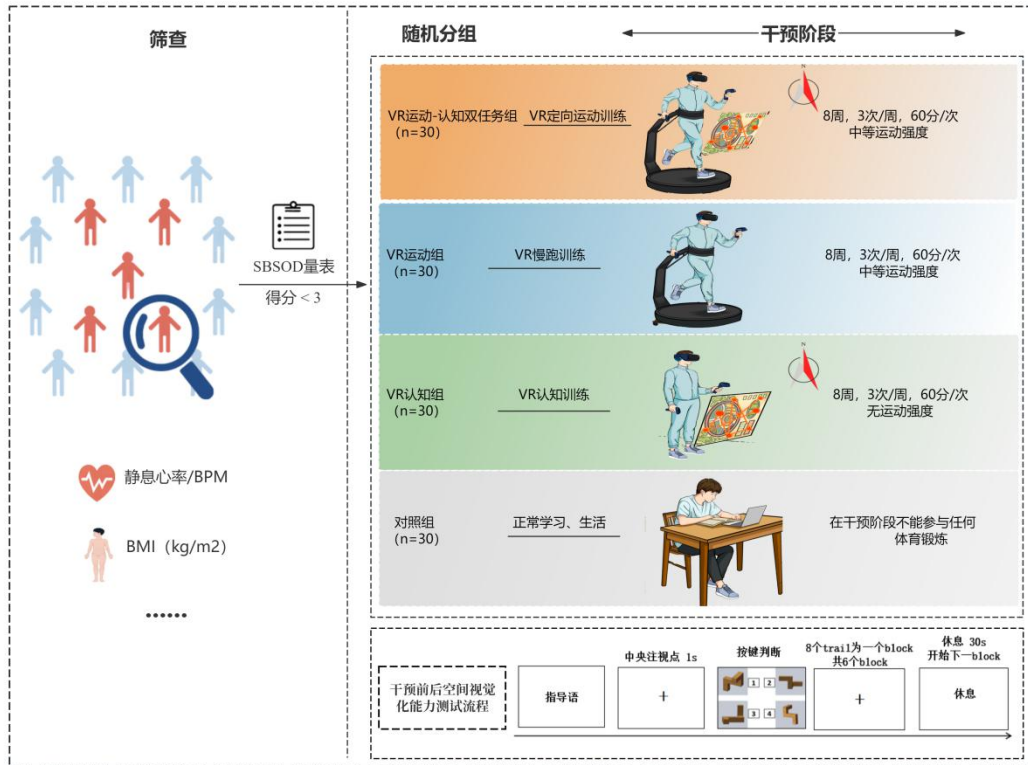 筛查
SBSOD量表
得分 < 3
静息心率/BPM
BMI（kg/m2）
......
随机分组
干预阶段
VR运动-认知双任务组
(n=30)
VR定向运动训练
N
8周，3次/周，60分/次
中等运动强度
VR运动组
(n=30)
VR慢跑训练
8周，3次/周，60分/次
中等运动强度
VR认知组
(n=30)
VR认知训练
N
8周，3次/周，60分/次
无运动强度
对照组
(n=30)
正常学习、生活
在干预阶段不能参与任何
体育锻炼
干预前后空间视觉
化能力测试流程
指导语
中央注视点 1s
+
按键判断
1 2
3 4
8个trail为一个block
共6个block
+
休息 30s
开始下一block
休息